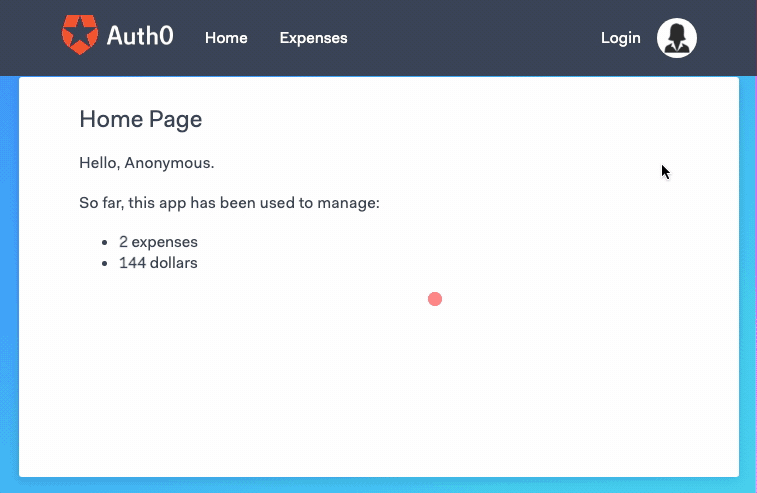 Auth0 Home Expenses Login
Home Page
Hello, Anonymous.
So far, this app has been used to manage:
• 2 expenses
• 144 dollars